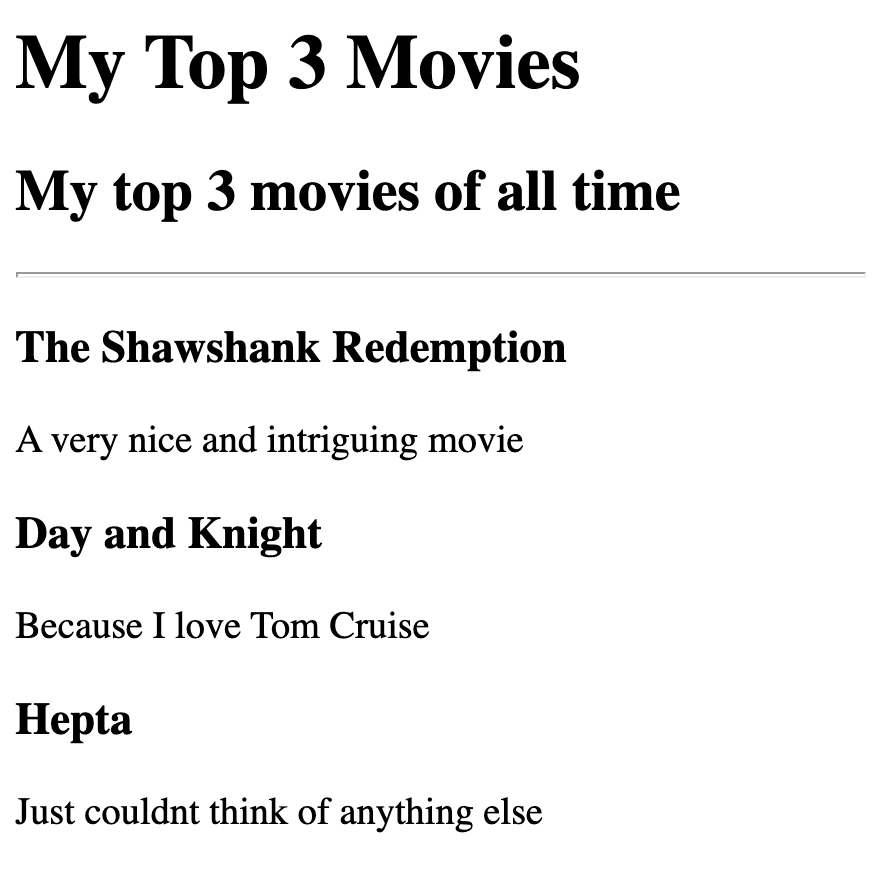 My Top 3 Movies
My top 3 movies of all time
The Shawshank Redemption
A very nice and intriguing movie
Day and Knight
Because I love Tom Cruise
Hepta
Just couldnt think of anything else